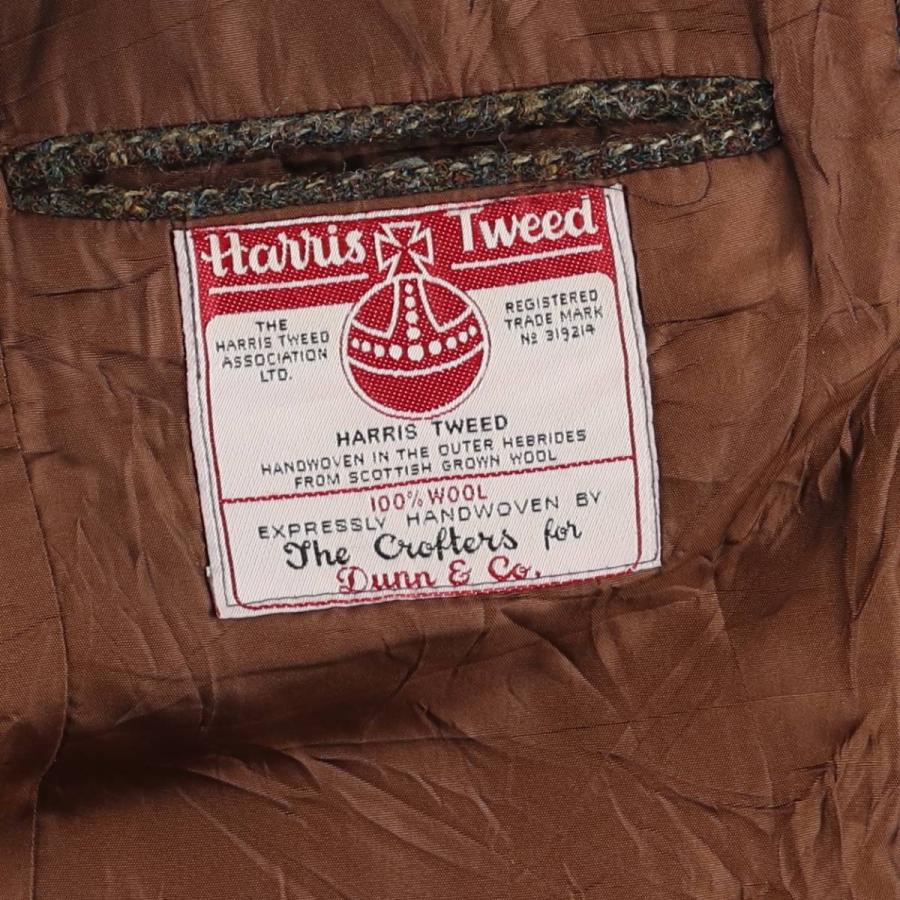 Harris Tweed
THE
HARRIS TWEED
ASSOCIATION
LTD.
REGISTERED
TRADE MARK
Nº 319214
HARRIS TWEED
HANDWOVEN IN THE OUTER HEBRIDES
FROM SCOTTISH GROWN WOOL
100% WOOL
EXPRESSLY HANDWOVEN BY
The Crofters for
Dunn & Co.